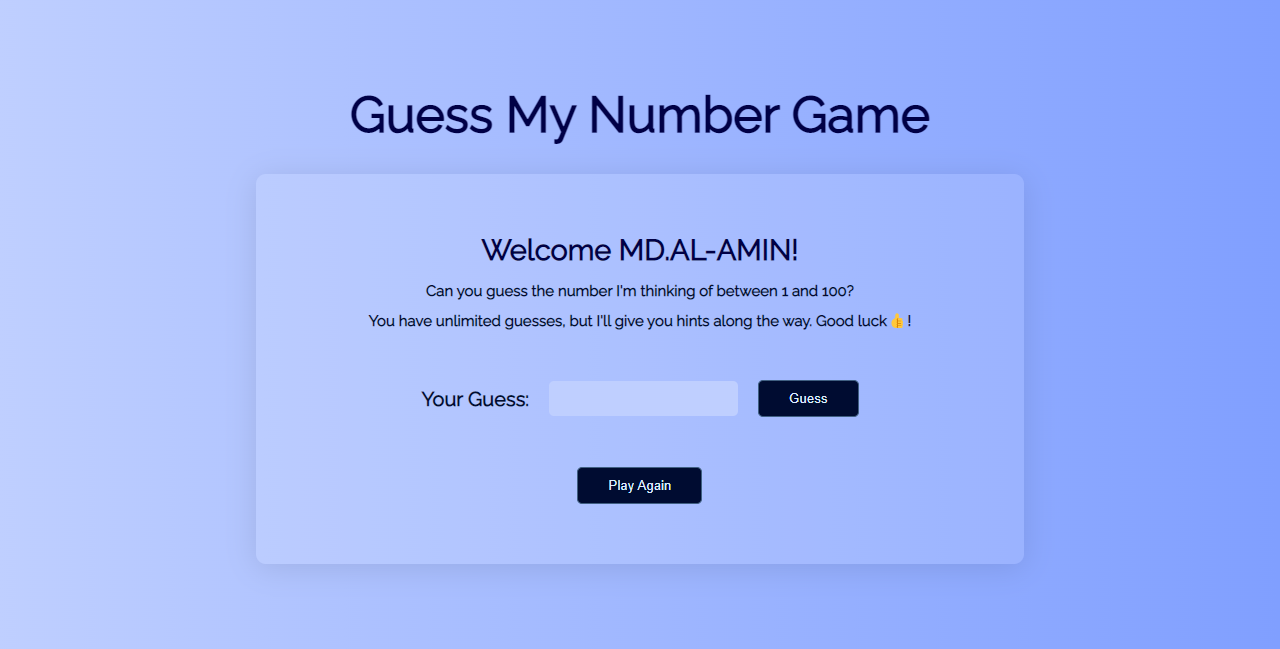 Guess My Number Game
Welcome MD.AL-AMIN!
Can you guess the number I'm thinking of between 1 and 100?
You have unlimited guesses, but I'll give you hints along the way. Good luck👍!
Your Guess: Guess
Play Again